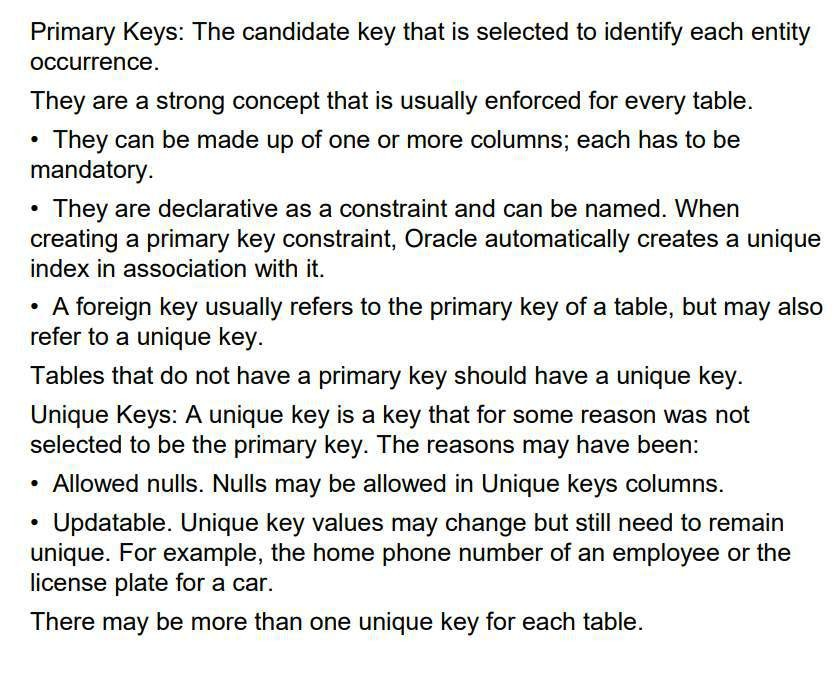 Primary Keys: The candidate key that is selected to identify each entity
occurrence.
They are a strong concept that is usually enforced for every table.
• They can be made up of one or more columns; each has to be
mandatory.
• They are declarative as a constraint and can be named. When
creating a primary key constraint, Oracle automatically creates a unique
index in association with it.
• A foreign key usually refers to the primary key of a table, but may also
refer to a unique key.
Tables that do not have a primary key should have a unique key.
Unique Keys: A unique key is a key that for some reason was not
selected to be the primary key. The reasons may have been:
• Allowed nulls. Nulls may be allowed in Unique keys columns.
• Updatable. Unique key values may change but still need to remain
unique. For example, the home phone number of an employee or the
license plate for a car.
There may be more than one unique key for each table.